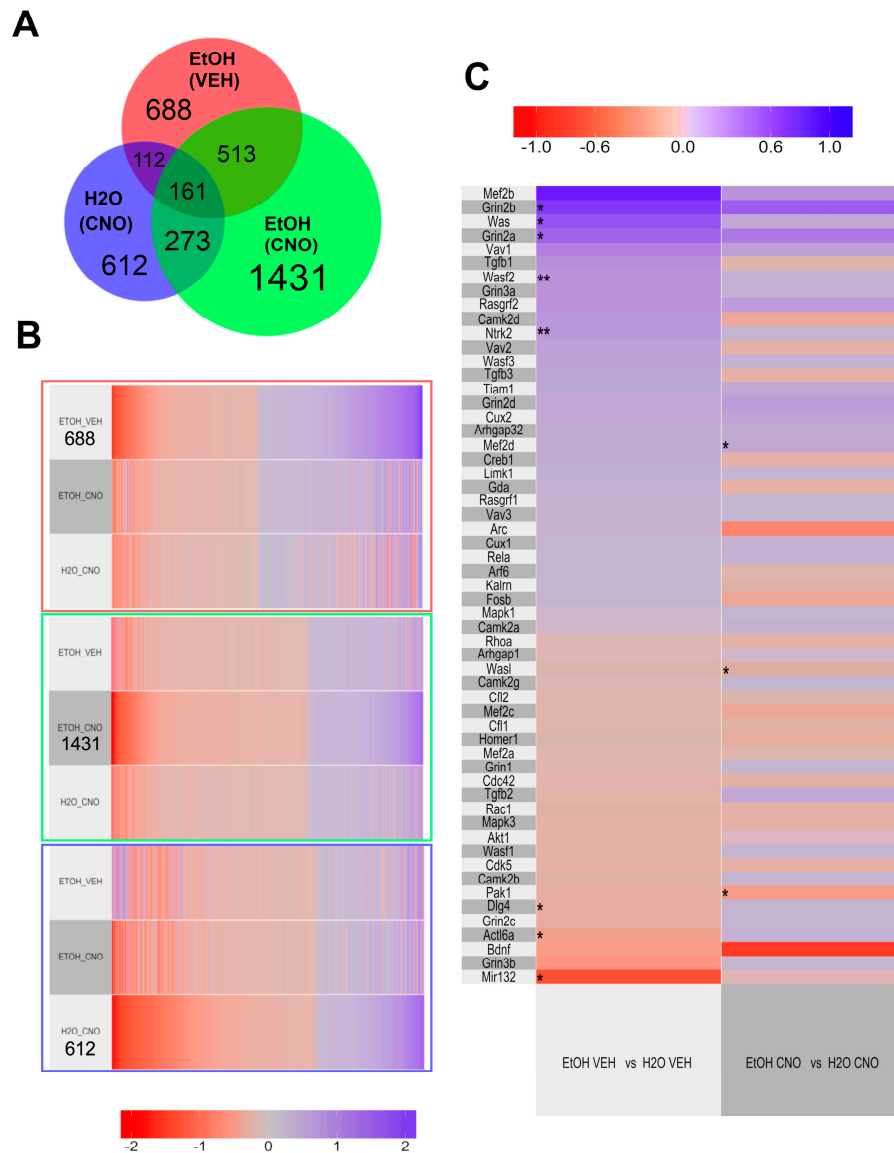 A
EtOH
(VEH)
688
112
513
161
H2O
(CNO)
612
273
EtOH
(CNO)
1431
B
ETOH_VEH
688
ETOH_CNO
H2O_CNO
ETOH_VEH
ETOH_CNO
1431
H2O_CNO
ETOH_VEH
ETOH_CNO
H2O_CNO
612
-2 -1 0 1 2
C
-1.0 -0.6 0.0 0.6 1.0
Mef2b
Grin2b *
Was *
Grin2a *
Vav1
Tgfb1
Wasf2 **
Grin3a
Rasgrf2
Camk2d
Ntrk2 **
Vav2
Wasf3
Tgfb3
Tiam1
Grin2d
Cux2
Arhgap32
Mef2d *
Creb1
Limk1
Gda
Rasgrf1
Vav3
Arc
Cux1
Rela
Arf6
Kalrn
Fosb
Mapk1
Camk2a
Rhoa
Arhgap1
Wasl *
Camk2g
Cfl2
Mef2c
Cfl1
Homer1
Mef2a
Grin1
Cdc42
Tgfb2
Rac1
Mapk3
Akt1
Wasf1
Cdk5
Camk2b
Pak1 *
Dlg4 *
Grin2c
Actl6a *
Bdnf
Grin3b
Mir132 *
EtOH VEH vs H2O VEH
EtOH CNO vs H2O CNO